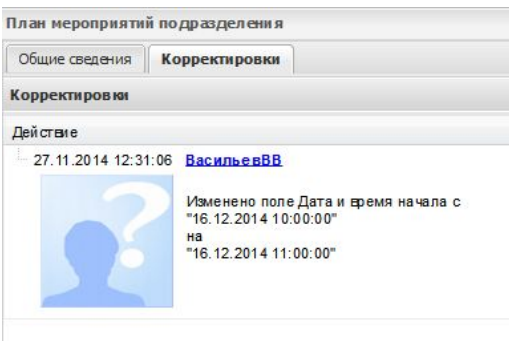 План мероприятий подразделения
Общие сведения Корректировки
Корректировки
Действие
27.11.2014 12:31:06 ВасильевВВ
Изменено поле Дата и время начала с
"16.12.2014 10:00:00"
на
"16.12.2014 11:00:00"